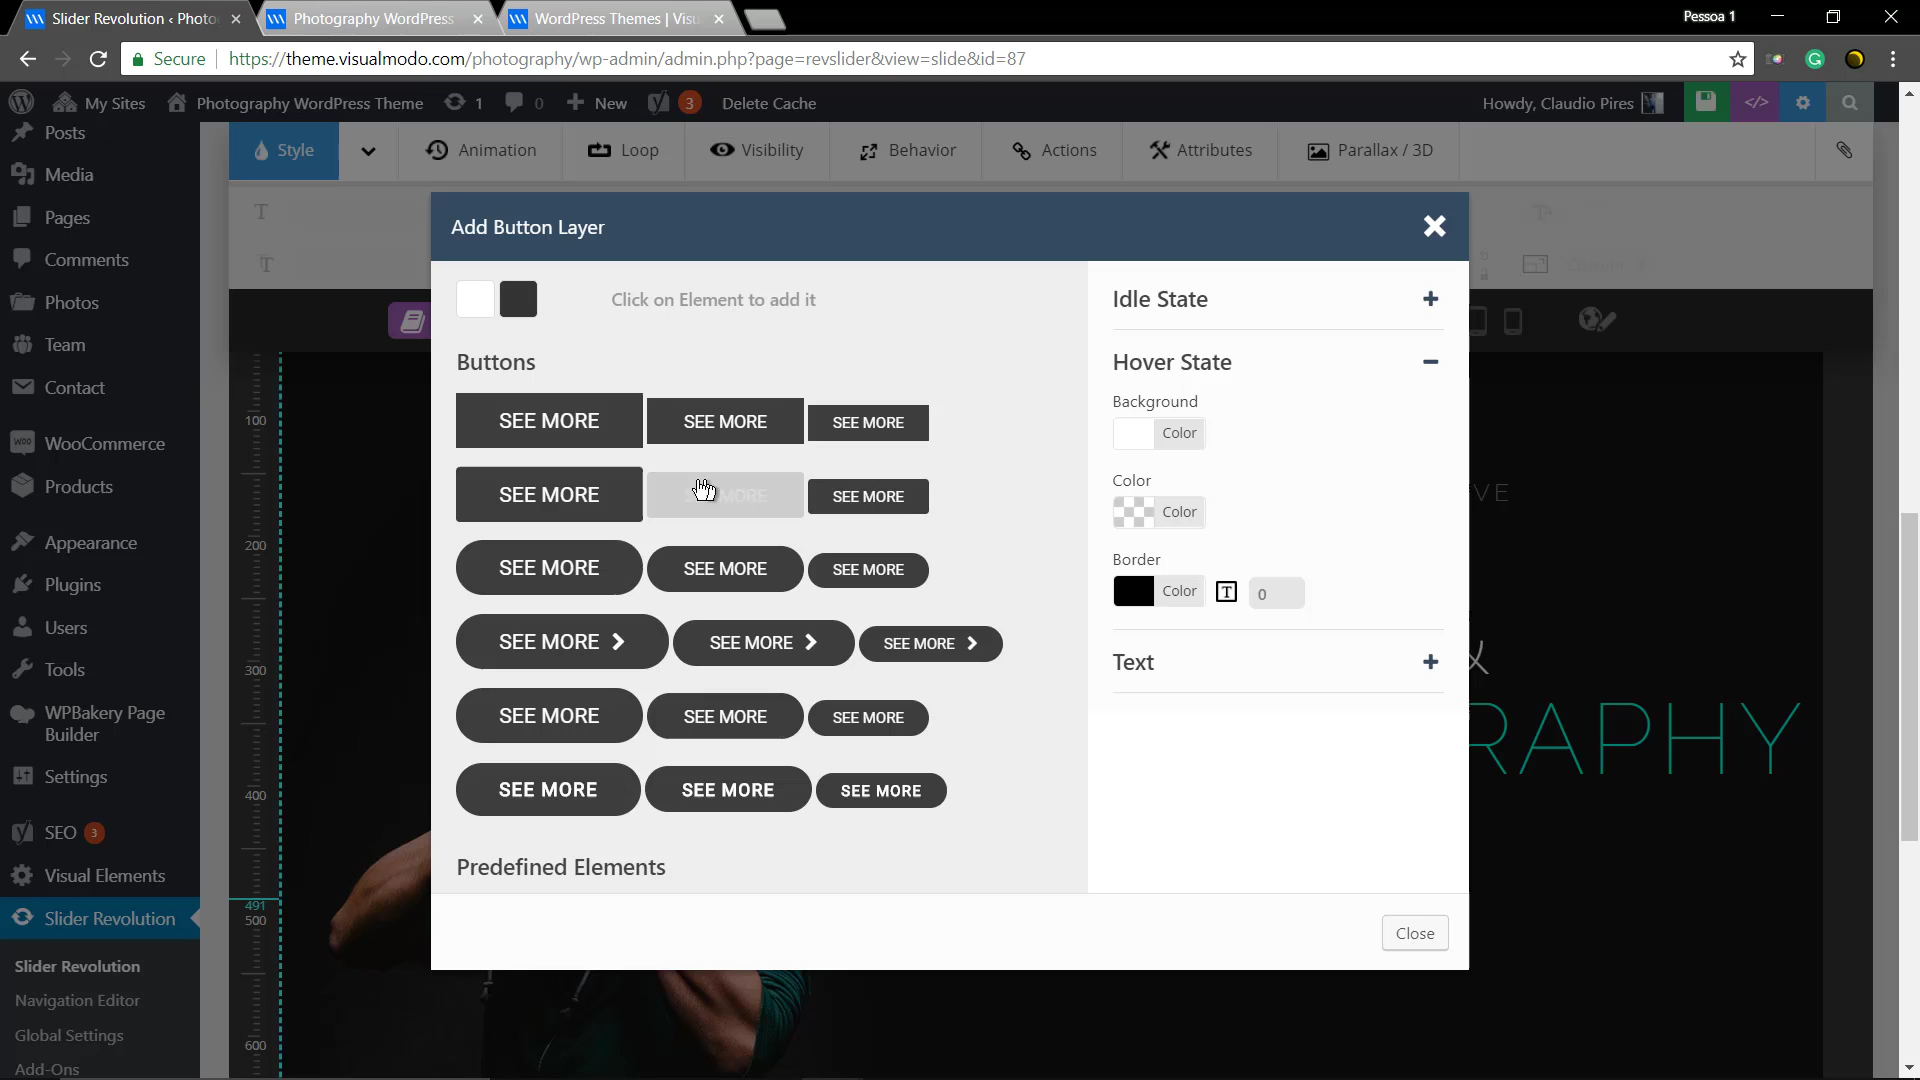 Slider Revolution ‹ Photo
Photography WordPress
WordPress Themes | Visu
Pessoa 1
Secure
https://theme.visualmodo.com/photography/wp-admin/admin.php?page=revslider&view=slide&id=87
My Sites
Photography WordPress Theme
1
0
New
3
Delete Cache
Howdy, Claudio Pires
Posts
Media
Pages
Comments
Photos
Team
Contact
WooCommerce
Products
Appearance
Plugins
Users
Tools
WPBakery Page
Builder
Settings
SEO 3
Visual Elements
Slider Revolution
Slider Revolution
Navigation Editor
Global Settings
Add-Ons
Style
Animation
Loop
Visibility
Behavior
Actions
Attributes
Parallax / 3D
Add Button Layer
Click on Element to add it
Buttons
SEE MORE SEE MORE SEE MORE
SEE MORE SEE MORE
SEE MORE SEE MORE SEE MORE
SEE MORE SEE MORE SEE MORE
SEE MORE SEE MORE SEE MORE
SEE MORE SEE MORE SEE MORE
Predefined Elements
Idle State
Hover State
Background
Color
Color
Color
Border
Color
T
0
Text
Close
100
200
300
400
491
500
600
VE
RAPHY